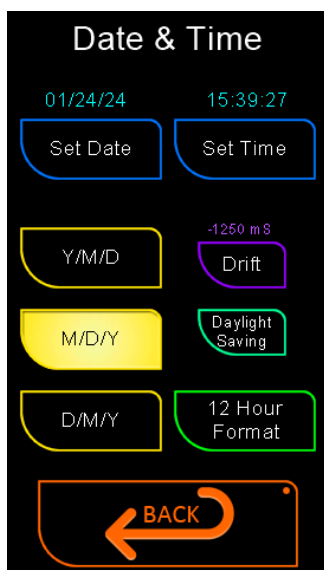 Date & Time
01/24/24
15:39:27
Set Date
Set Time
-1250 mS
Y/M/D
Drift
M/D/Y
Daylight
Saving
D/M/Y
12 Hour
Format
BACK